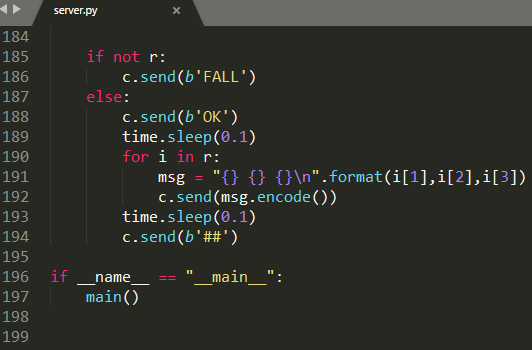 server.py ×
184
185 if not r:
186 c.send(b'FALL')
187 else:
188 c.send(b'OK')
189 time.sleep(0.1)
190 for i in r:
191 msg = "{} {} {}\n".format(i[1],i[2],i[3])
192 c.send(msg.encode())
193 time.sleep(0.1)
194 c.send(b'##')
195
196 if __name__ == "__main__":
197 main()
198
199